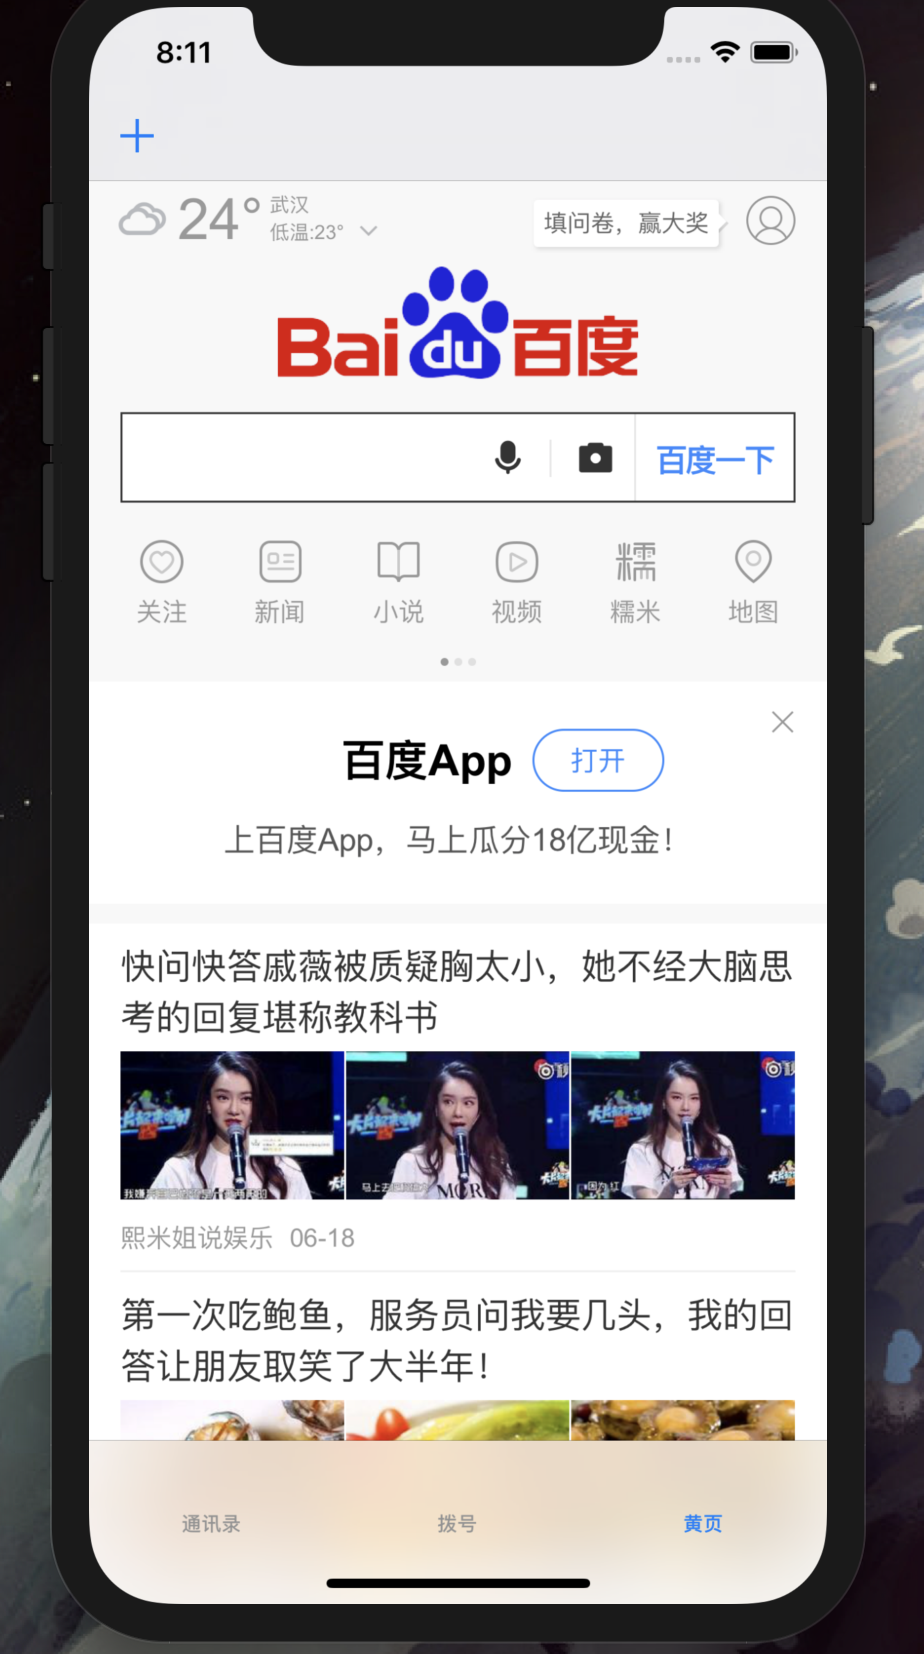 8:11
24°
武汉
低温:23°
填问卷，赢大奖
Bai du 百度
百度一下
关注
新闻
小说
视频
糯
糯米
地图
百度App
打开
上百度App，马上瓜分18亿现金！
快问快答戚薇被质疑胸太小，她不经大脑思
考的回复堪称教科书
熙米姐说娱乐 06-18
第一次吃鲍鱼，服务员问我要几头，我的回
答让朋友取笑了大半年！
通讯录
拨号
黄页